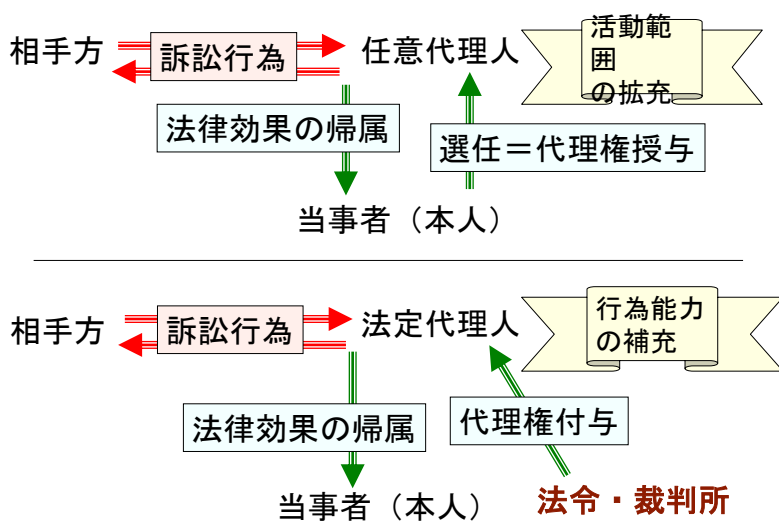 相手方
訴訟行為
任意代理人
活動範
囲
の拡充
法律効果の帰属
選任＝代理権授与
当事者（本人）
相手方
訴訟行為
法定代理人
行為能力
の補充
法律効果の帰属
代理権付与
当事者（本人）
法令・裁判所